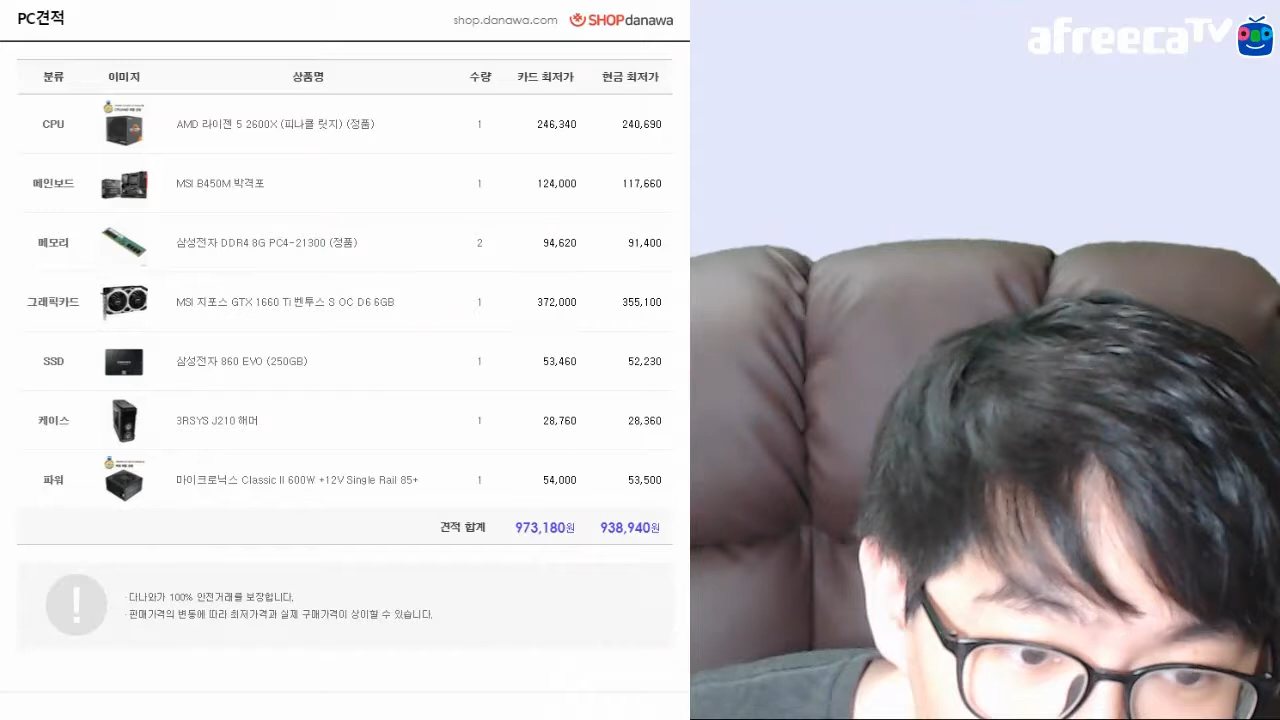 PC견적
shop.danawa.com SHOPdanawa
afreecaTV
분류 이미지 상품명 수량 카드 최저가 현금 최저가
CPU AMD 라이젠 5 2600X (피나클 릿지) (정품) 1 246,340 240,690
메인보드 MSI B450M 박격포 1 124,000 117,660
메모리 삼성전자 DDR4 8G PC4-21300 (정품) 2 94,620 91,400
그래픽카드 MSI 지포스 GTX 1660 Ti 벤투스 S OC D6 6GB 1 372,000 355,100
SSD 삼성전자 860 EVO (250GB) 1 53,460 52,230
케이스 3RSYS J210 해머 1 28,760 28,360
파워 마이크로닉스 Classic II 600W +12V Single Rail 85+ 1 54,000 53,500
견적 합계 973,180원 938,940원
· 다나와가 100% 안전거래를 보장합니다.
· 판매가격의 변동에 따라 최저가격과 실제 구매가격이 상이할 수 있습니다.